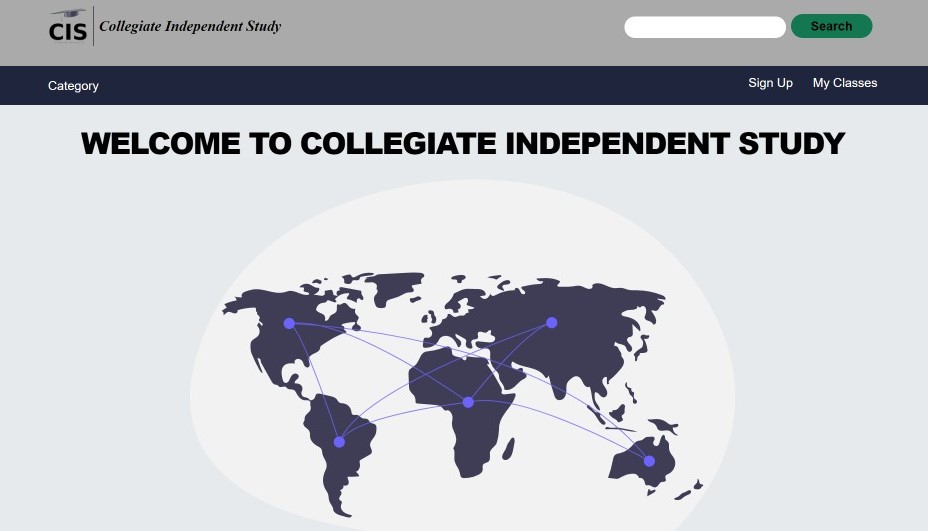 CIS
Collegiate Independent Study
Search
Category
Sign Up
My Classes
WELCOME TO COLLEGIATE INDEPENDENT STUDY